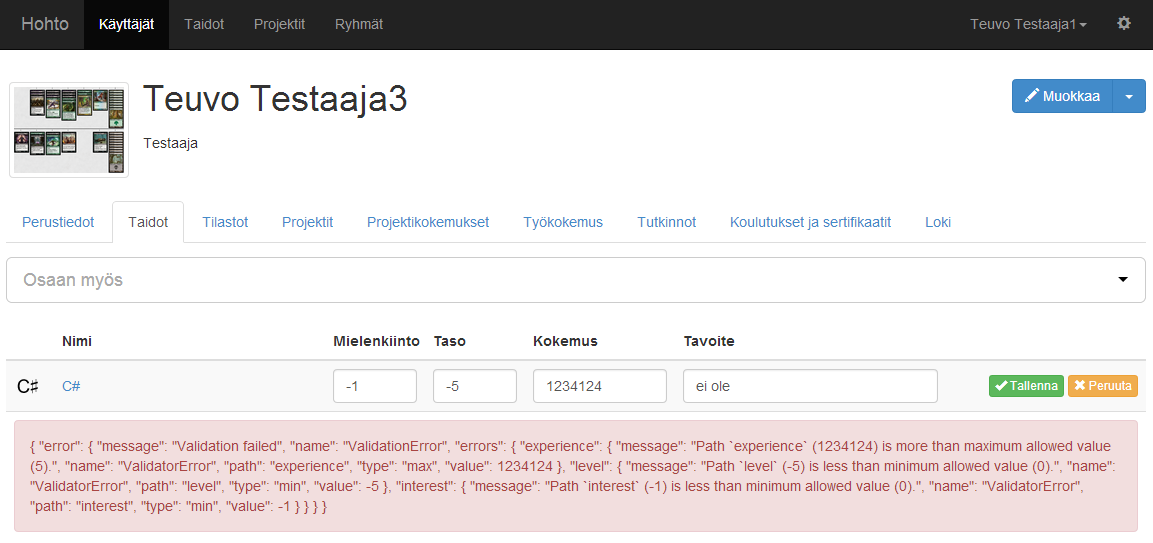 Hohto Käyttäjät Taidot Projektit Ryhmät Teuvo Testaaja1
Teuvo Testaaja3
Muokkaa
Testaaja
Perustiedot Taidot Tilastot Projektit Projektikokemukset Työkokemus Tutkinnot Koulutukset ja sertifikaatit Loki
Osaan myös
Nimi Mielenkiinto Taso Kokemus Tavoite
C# C# -1 -5 1234124 ei ole Tallenna Peruuta
{ "error": { "message": "Validation failed", "name": "ValidationError", "errors": { "experience": { "message": "Path `experience` (1234124) is more than maximum allowed value
(5).", "name": "ValidatorError", "path": "experience", "type": "max", "value": 1234124 }, "level": { "message": "Path `level` (-5) is less than minimum allowed value (0).", "name":
"ValidatorError", "path": "level", "type": "min", "value": -5 }, "interest": { "message": "Path `interest` (-1) is less than minimum allowed value (0).", "name": "ValidatorError",
"path": "interest", "type": "min", "value": -1 } } } }